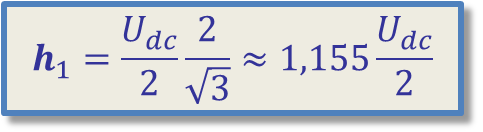 h₁ = U_dc/2 2/√3 ≈ 1,155 U_dc/2